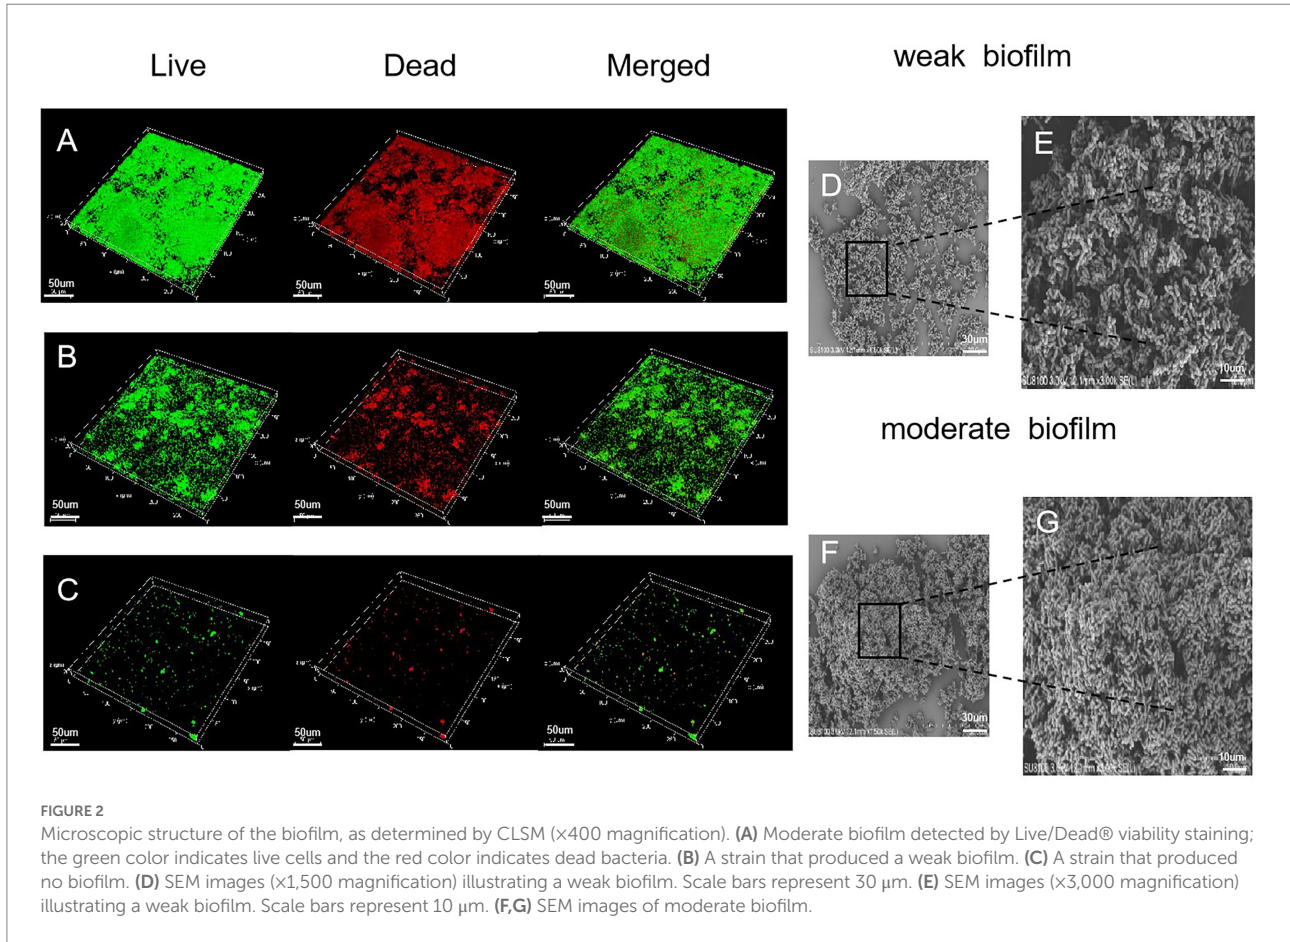 Live
Dead
Merged
weak biofilm
A
50um
50um
50um
D
30um
E
10um
B
50um
50um
50um
moderate biofilm
C
50um
50um
50um
F
30um
G
10um
FIGURE 2
Microscopic structure of the biofilm, as determined by CLSM (×400 magnification). (A) Moderate biofilm detected by Live/Dead® viability staining;
the green color indicates live cells and the red color indicates dead bacteria. (B) A strain that produced a weak biofilm. (C) A strain that produced
no biofilm. (D) SEM images (×1,500 magnification) illustrating a weak biofilm. Scale bars represent 30 μm. (E) SEM images (×3,000 magnification)
illustrating a weak biofilm. Scale bars represent 10 μm. (F,G) SEM images of moderate biofilm.